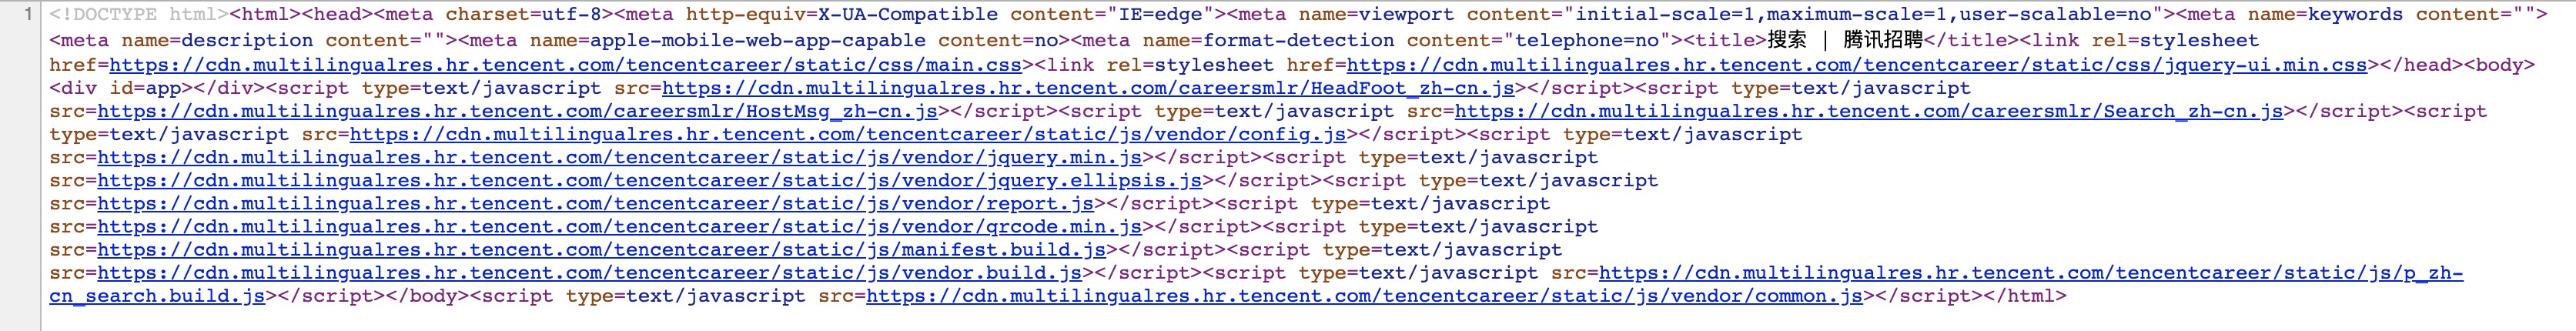 1 <!DOCTYPE html><html><head><meta charset=utf-8><meta http-equiv=X-UA-Compatible content="IE=edge"><meta name=viewport content="initial-scale=1,maximum-scale=1,user-scalable=no"><meta name=keywords content="">
<meta name=description content=""><meta name=apple-mobile-web-app-capable content=no><meta name=format-detection content="telephone=no"><title>搜索 | 腾讯招聘</title><link rel=stylesheet
href=https://cdn.multilingualres.hr.tencent.com/tencentcareer/static/css/main.css><link rel=stylesheet href=https://cdn.multilingualres.hr.tencent.com/tencentcareer/static/css/jquery-ui.min.css></head><body>
<div id=app></div><script type=text/javascript src=https://cdn.multilingualres.hr.tencent.com/careersmlr/HeadFoot_zh-cn.js></script><script type=text/javascript
src=https://cdn.multilingualres.hr.tencent.com/careersmlr/HostMsg_zh-cn.js></script><script type=text/javascript src=https://cdn.multilingualres.hr.tencent.com/careersmlr/Search_zh-cn.js></script><script
type=text/javascript src=https://cdn.multilingualres.hr.tencent.com/tencentcareer/static/js/vendor/config.js></script><script type=text/javascript
src=https://cdn.multilingualres.hr.tencent.com/tencentcareer/static/js/vendor/jquery.min.js></script><script type=text/javascript
src=https://cdn.multilingualres.hr.tencent.com/tencentcareer/static/js/vendor/jquery.ellipsis.js></script><script type=text/javascript
src=https://cdn.multilingualres.hr.tencent.com/tencentcareer/static/js/vendor/report.js></script><script type=text/javascript
src=https://cdn.multilingualres.hr.tencent.com/tencentcareer/static/js/vendor/qrcode.min.js></script><script type=text/javascript
src=https://cdn.multilingualres.hr.tencent.com/tencentcareer/static/js/manifest.build.js></script><script type=text/javascript
src=https://cdn.multilingualres.hr.tencent.com/tencentcareer/static/js/vendor.build.js></script><script type=text/javascript src=https://cdn.multilingualres.hr.tencent.com/tencentcareer/static/js/p_zh-
cn_search.build.js></script></body><script type=text/javascript src=https://cdn.multilingualres.hr.tencent.com/tencentcareer/static/js/vendor/common.js></script></html>